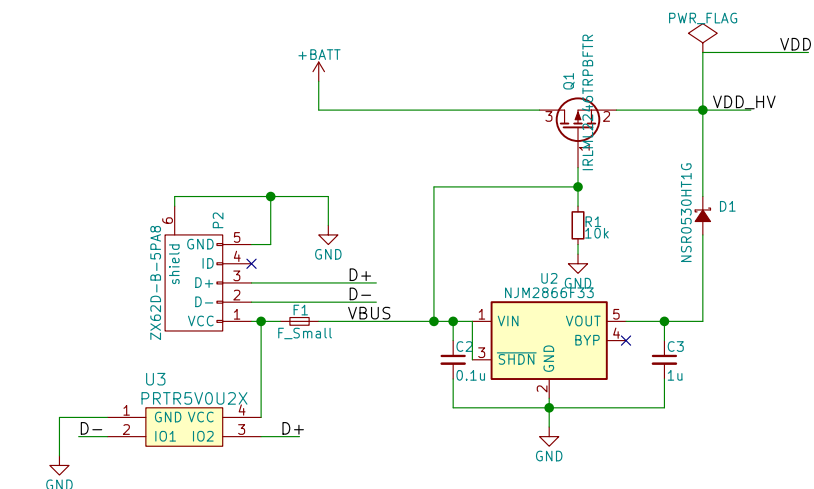 PWR_FLAG
VDD
+BATT
Q1
IRLML2246TRPBFTR
3
2
1
VDD_HV
NSR0530HT1G
D1
R1
10k
GND
6
P2
ZX62D-B-5PA8
shield
GND 5
ID 4
D+ 3
D- 2
VCC 1
GND
D+
D-
VBUS
F1
F_Small
U2
NJM2866F33
1 VIN
VOUT 5
BYP 4
3 SHDN
GND
2
C2
0.1u
C3
1u
GND
U3
PRTR5V0U2X
1 GND VCC 4
D- 2 IO1 IO2 3 D+
GND